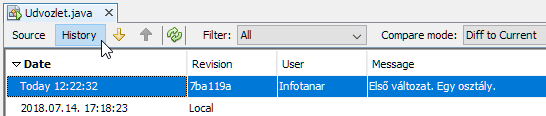 Udvozlet.java
Source History Filter: All Compare mode: Diff to Current
Date Revision User Message
Today 12:22:32 7ba119a Infotanar Első változat. Egy osztály.
2018.07.14. 17:18:23 Local